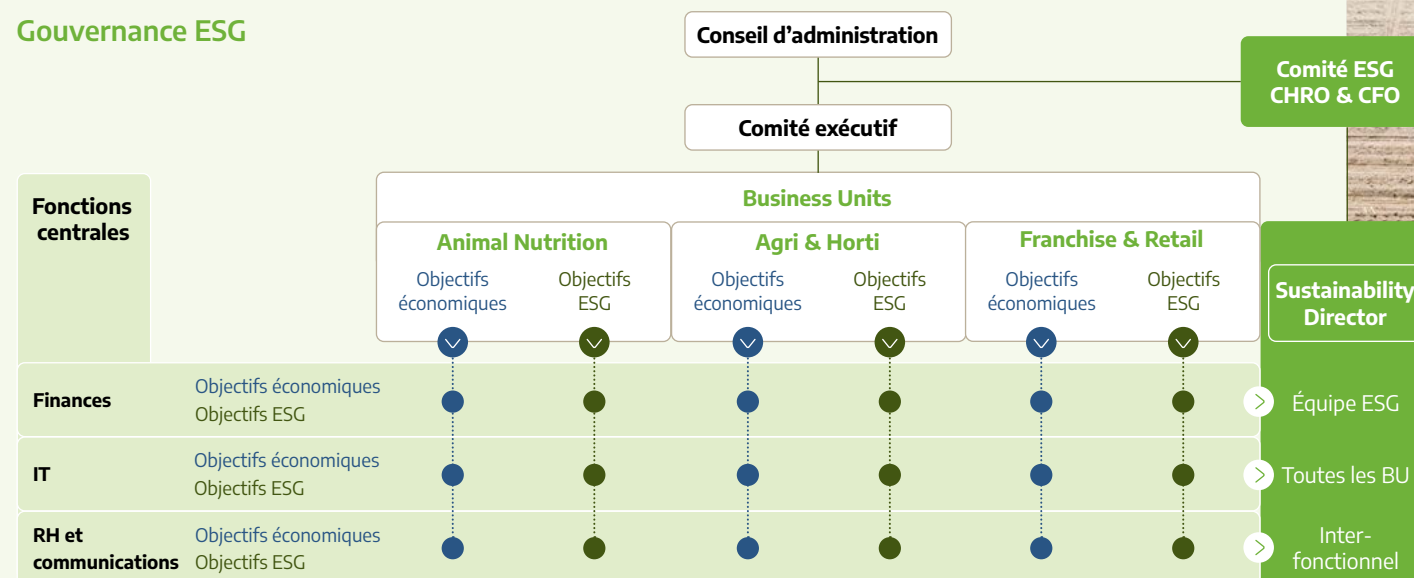 Gouvernance ESG
Conseil d’administration
Comité ESG
CHRO & CFO
Comité exécutif
Fonctions
centrales
Business Units
Animal Nutrition
Agri & Horti
Franchise & Retail
Objectifs
économiques
Objectifs
ESG
Objectifs
économiques
Objectifs
ESG
Objectifs
économiques
Objectifs
ESG
Sustainability
Director
Finances
Objectifs économiques
Objectifs ESG
Équipe ESG
IT
Objectifs économiques
Objectifs ESG
Toutes les BU
RH et
communications
Objectifs économiques
Objectifs ESG
Inter-
fonctionnel